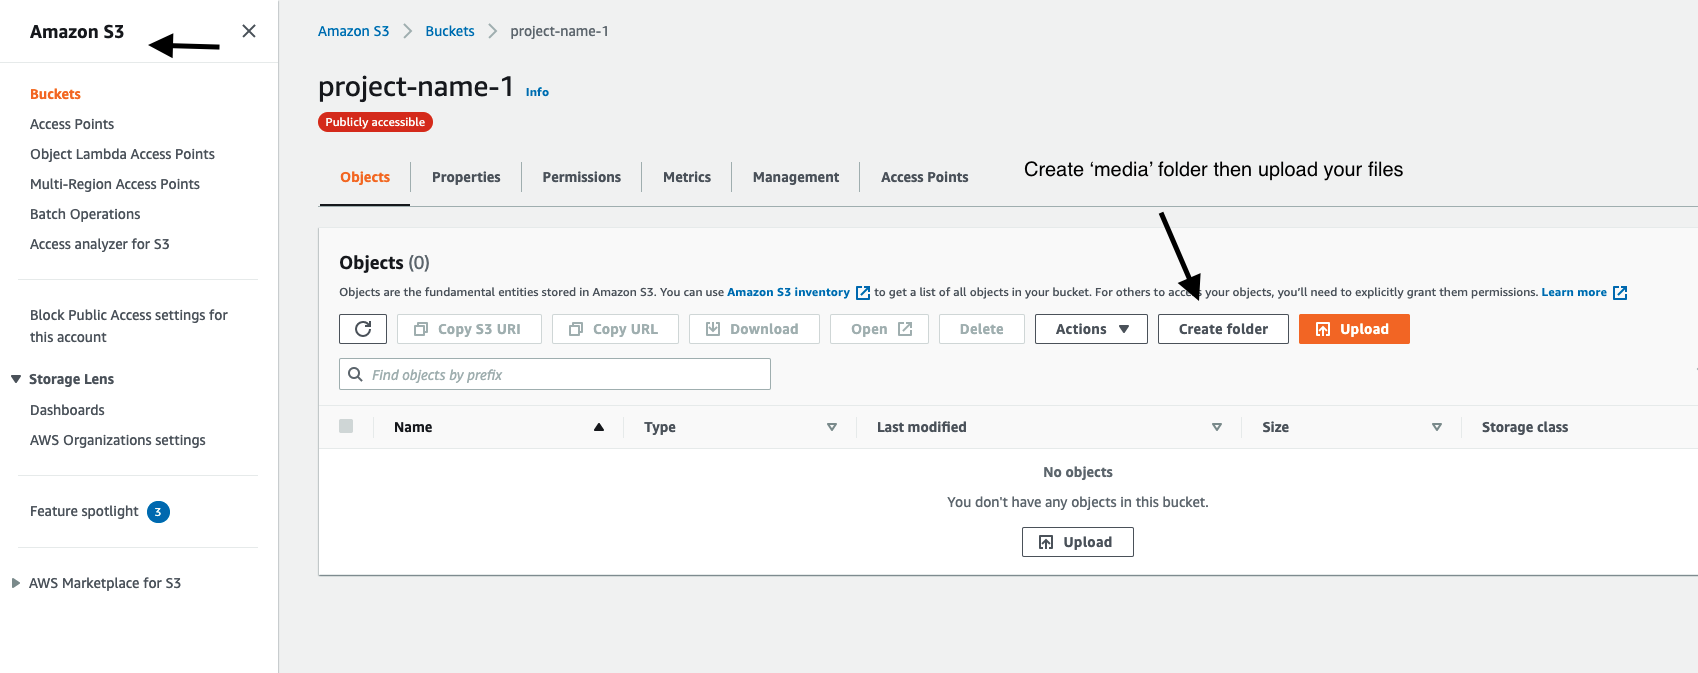 Amazon S3
Buckets
Access Points
Object Lambda Access Points
Multi-Region Access Points
Batch Operations
Access analyzer for S3
Block Public Access settings for
this account
Storage Lens
Dashboards
AWS Organizations settings
Feature spotlight 3
AWS Marketplace for S3
Amazon S3 Buckets project-name-1
project-name-1 Info
Publicly accessible
Objects Properties Permissions Metrics Management Access Points
Create ‘media’ folder then upload your files
Objects (0)
Objects are the fundamental entities stored in Amazon S3. You can use Amazon S3 inventory to get a list of all objects in your bucket. For others to access your objects, you’ll need to explicitly grant them permissions. Learn more
Copy S3 URI Copy URL Download Open Delete Actions Create folder Upload
Find objects by prefix
Name Type Last modified Size Storage class
No objects
You don’t have any objects in this bucket.
Upload